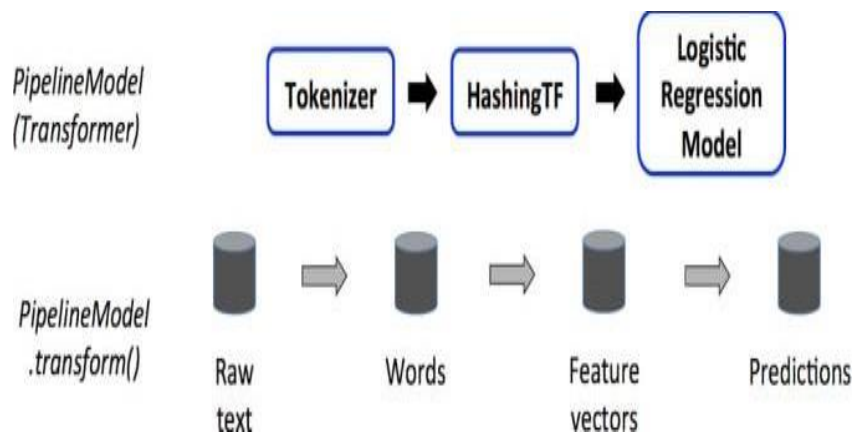 PipelineModel
(Transformer)
Tokenizer
HashingTF
Logistic
Regression
Model
PipelineModel
.transform()
Raw
text
Words
Feature
vectors
Predictions